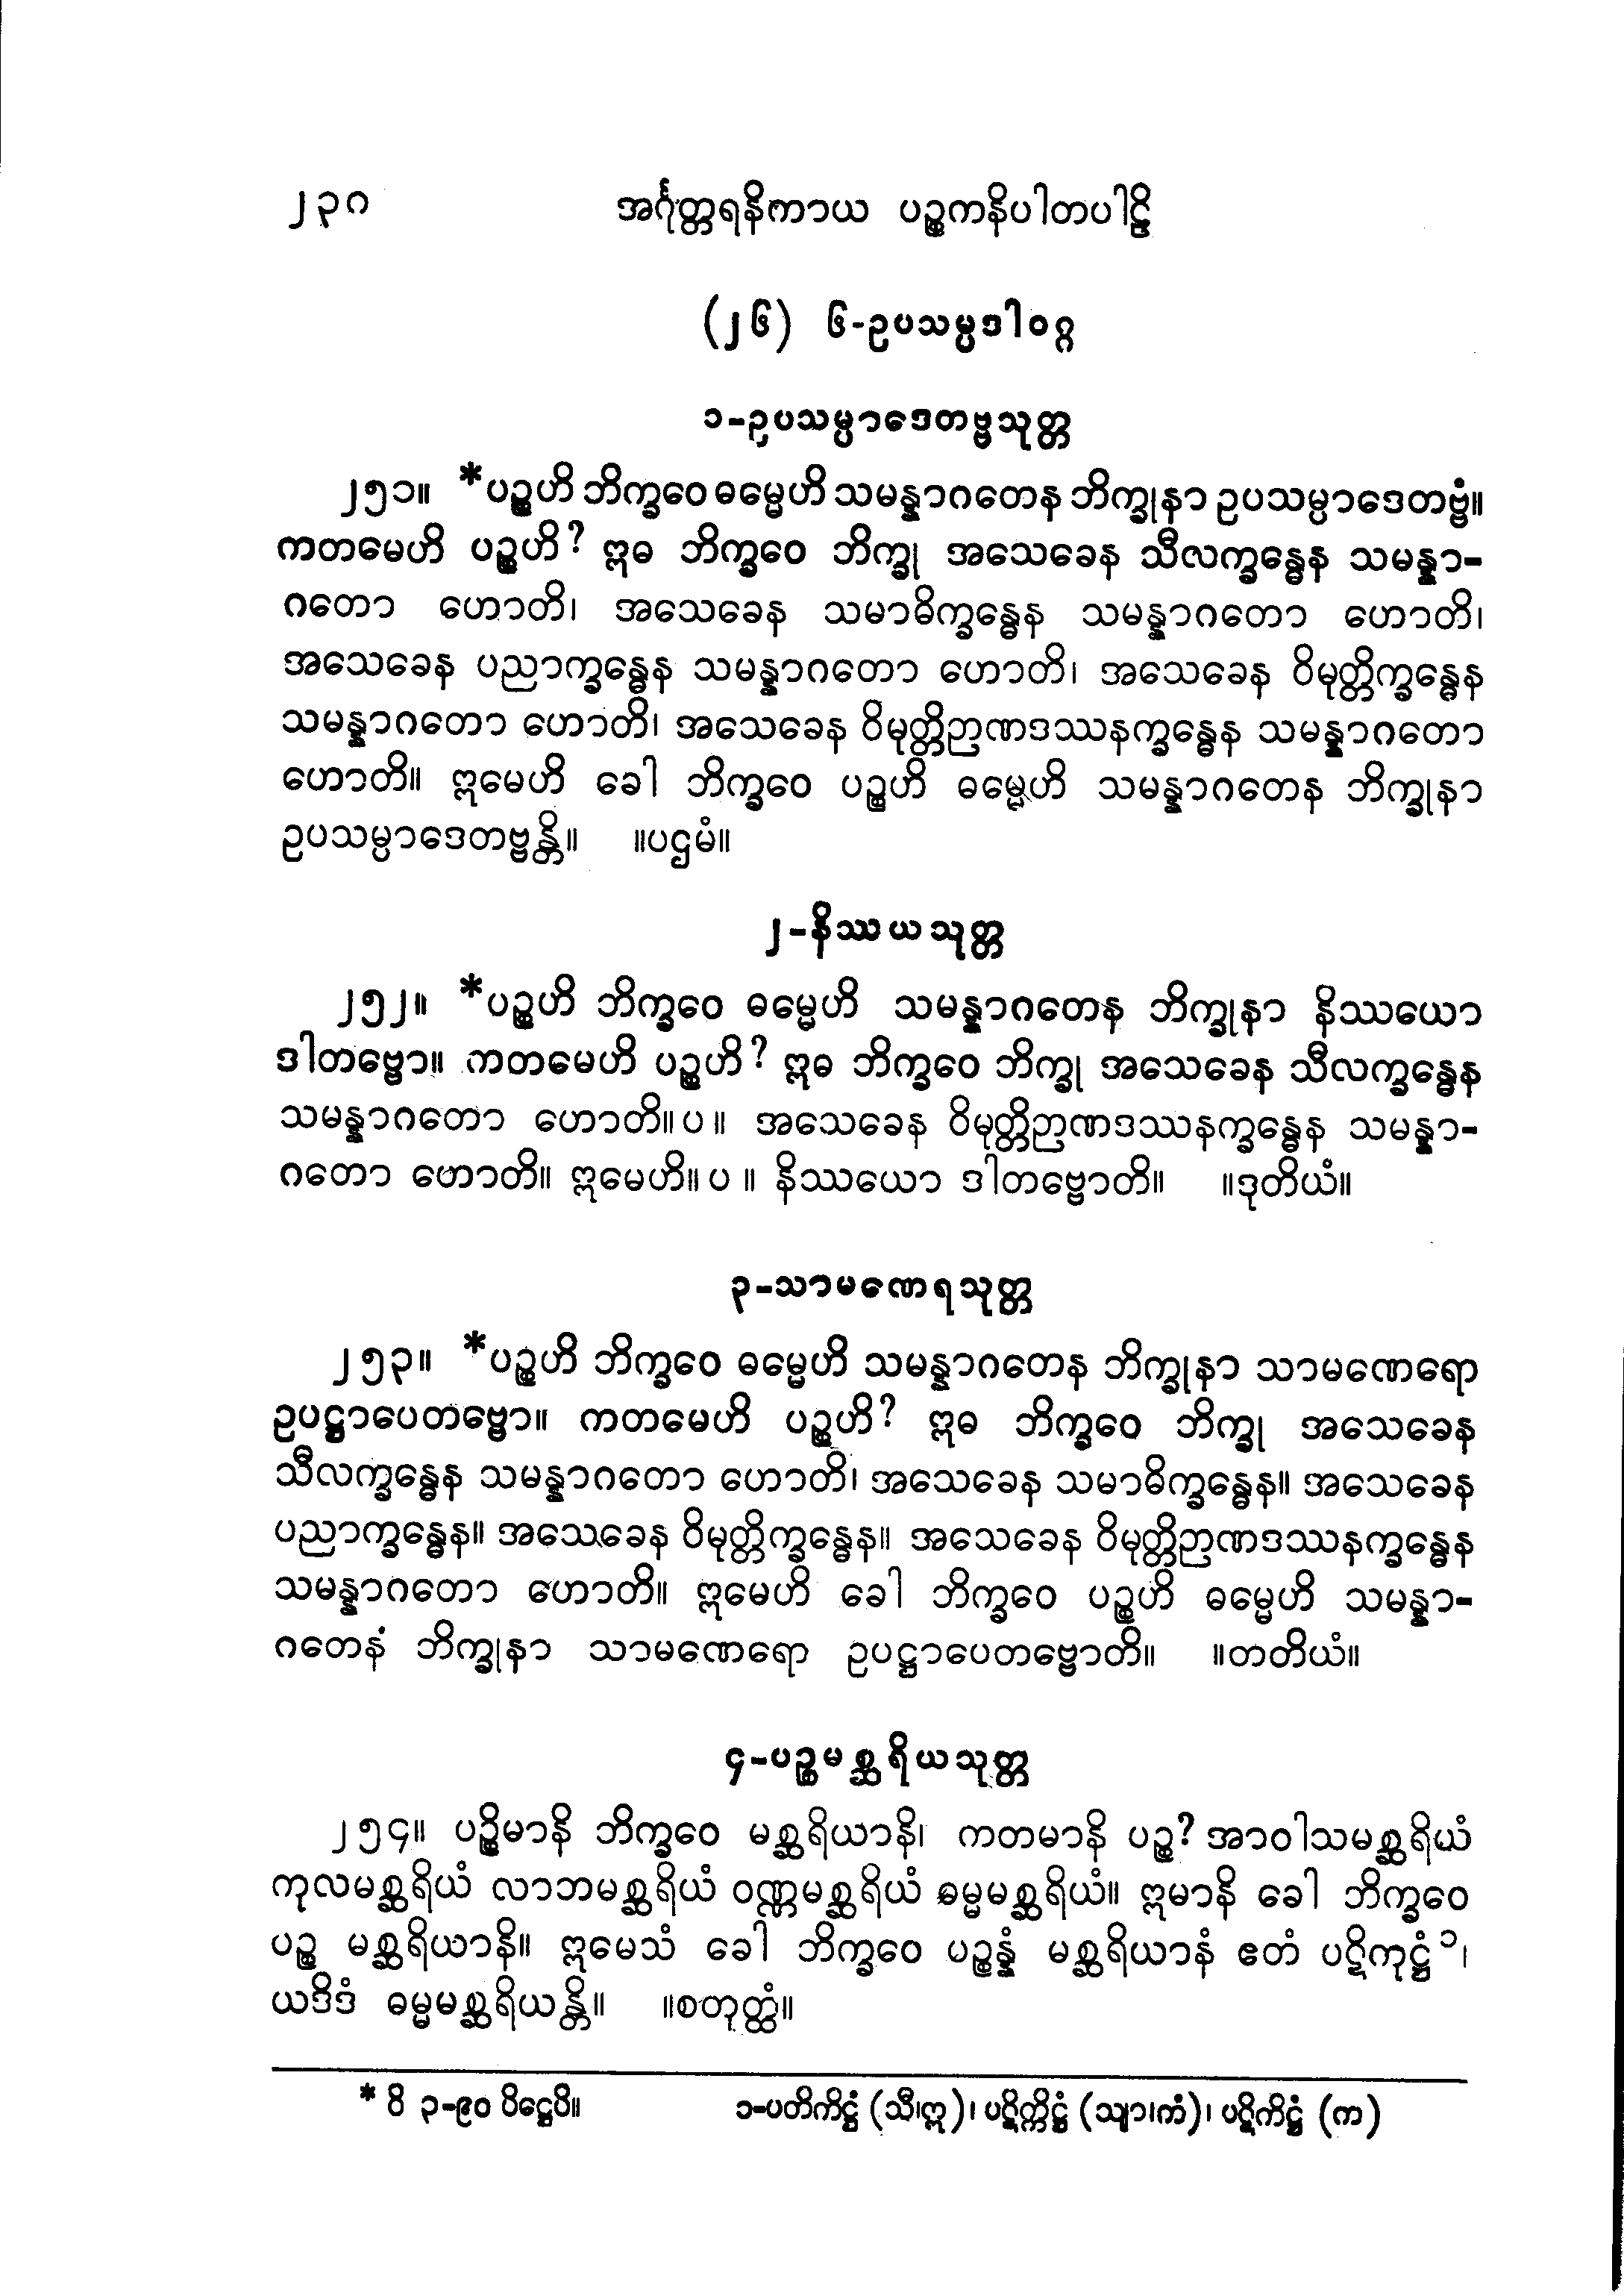 ၂၃ဂ အင်္ဂုတ္တရနိကာယ ပဉ္စကနိပါတပါဠိ
(၂၆) ၆-ဥပသမ္ပဒါဝဂ္ဂ
၁-ဥပသမ္ပာဒေတဗ္ဗသုတ္တ
၂၅၁။ *ပဉ္စဟိ ဘိက္ခဝေ ဓမ္မေဟိ သမန္နာဂတေန ဘိက္ခုနာ ဥပသမ္ပာဒေတဗ္ဗံ။
ကတမေဟိ ပဉ္စဟိ? ဣဓ ဘိက္ခဝေ ဘိက္ခု အသေခေန သီလက္ခန္ဓေန သမန္နာ-
ဂတော ဟောတိ၊ အသေခေန သမာဓိက္ခန္ဓေန သမန္နာဂတော ဟောတိ၊
အသေခေန ပညာက္ခန္ဓေန သမန္နာဂတော ဟောတိ၊ အသေခေန ဝိမုတ္တိက္ခန္ဓေန
သမန္နာဂတော ဟောတိ၊ အသေခေန ဝိမုတ္တိဉာဏဒဿနက္ခန္ဓေန သမန္နာဂတော
ဟောတိ။ ဣမေဟိ ခေါ ဘိက္ခဝေ ပဉ္စဟိ ဓမ္မေဟိ သမန္နာဂတေန ဘိက္ခုနာ
ဥပသမ္ပာဒေတဗ္ဗန္တိ။ ။ပဌမံ။
၂-နိဿယသုတ္တ
၂၅၂။ *ပဉ္စဟိ ဘိက္ခဝေ ဓမ္မေဟိ သမန္နာဂတေန ဘိက္ခုနာ နိဿယော
ဒါတဗ္ဗော။ ကတမေဟိ ပဉ္စဟိ? ဣဓ ဘိက္ခဝေ ဘိက္ခု အသေခေန သီလက္ခန္ဓေန
သမန္နာဂတော ဟောတိ။ပ။ အသေခေန ဝိမုတ္တိဉာဏဒဿနက္ခန္ဓေန သမန္နာ-
ဂတော ဟောတိ။ ဣမေဟိ။ပ။ နိဿယော ဒါတဗ္ဗောတိ။ ။ဒုတိယံ။
၃-သာမဏေရသုတ္တ
၂၅၃။ *ပဉ္စဟိ ဘိက္ခဝေ ဓမ္မေဟိ သမန္နာဂတေန ဘိက္ခုနာ သာမဏေရော
ဥပဋ္ဌာပေတဗ္ဗော။ ကတမေဟိ ပဉ္စဟိ? ဣဓ ဘိက္ခဝေ ဘိက္ခု အသေခေန
သီလက္ခန္ဓေန သမန္နာဂတော ဟောတိ၊ အသေခေန သမာဓိက္ခန္ဓေန။ အသေခေန
ပညာက္ခန္ဓေန။ အသေခေန ဝိမုတ္တိက္ခန္ဓေန။ အသေခေန ဝိမုတ္တိဉာဏဒဿနက္ခန္ဓေန
သမန္နာဂတော ဟောတိ။ ဣမေဟိ ခေါ ဘိက္ခဝေ ပဉ္စဟိ ဓမ္မေဟိ သမန္နာ-
ဂတေနံ ဘိက္ခုနာ သာမဏေရော ဥပဋ္ဌာပေတဗ္ဗောတိ။ ။တတိယံ။
၄-ပဉ္စမစ္ဆရိယသုတ္တ
၂၅၄။ ပဉ္စိမာနိ ဘိက္ခဝေ မစ္ဆရိယာနိ၊ ကတမာနိ ပဉ္စ? အာဝါသမစ္ဆရိယံ
ကုလမစ္ဆရိယံ လာဘမစ္ဆရိယံ ဝဏ္ဏမစ္ဆရိယံ ဓမ္မမစ္ဆရိယံ။ ဣမာနိ ခေါ ဘိက္ခဝေ
ပဉ္စ မစ္ဆရိယာနိ။ ဣမေသံ ခေါ ဘိက္ခဝေ ပဉ္စန္နံ မစ္ဆရိယာနံ ဧတံ ပဋိကုဋ္ဌံ၁၊
ယဒိဒံ ဓမ္မမစ္ဆရိယန္တိ။ ။စတုတ္ထံ။
* ဝိ ၃-၉၀ ပိဋ္ဌေပိ။ ၁-ပတိကိဋ္ဌံ (သီ၊ဣ)၊ ပဋိက္ကိဋ္ဌံ (သျာ၊ကံ)၊ ပဋိကိဋ္ဌံ (က)